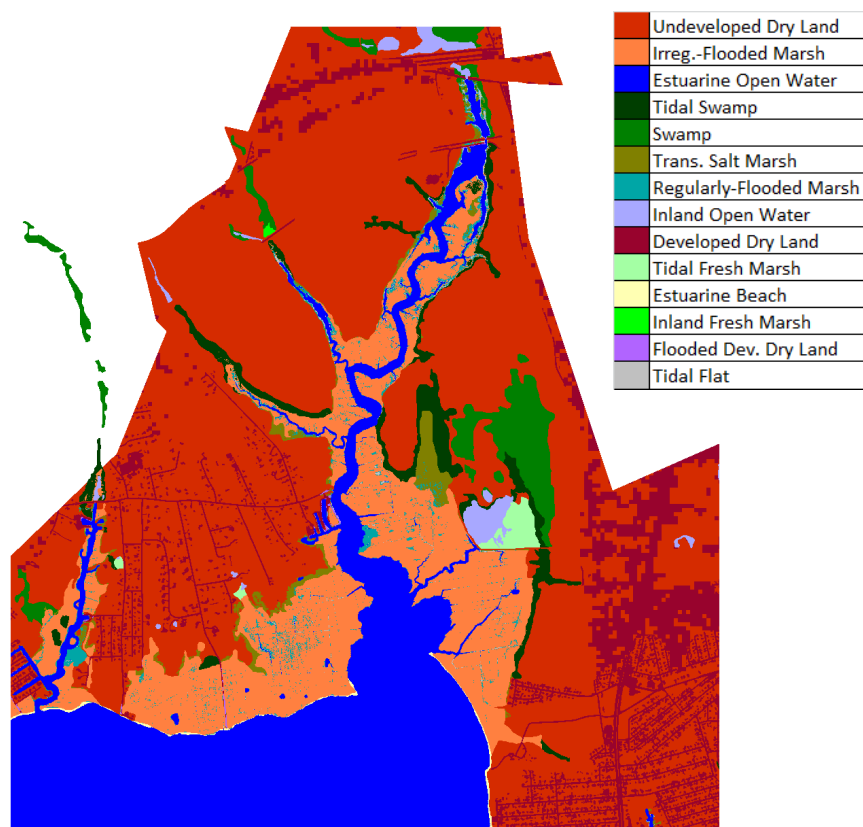 Undeveloped Dry Land
Irreg.-Flooded Marsh
Estuarine Open Water
Tidal Swamp
Swamp
Trans. Salt Marsh
Regularly-Flooded Marsh
Inland Open Water
Developed Dry Land
Tidal Fresh Marsh
Estuarine Beach
Inland Fresh Marsh
Flooded Dev. Dry Land
Tidal Flat